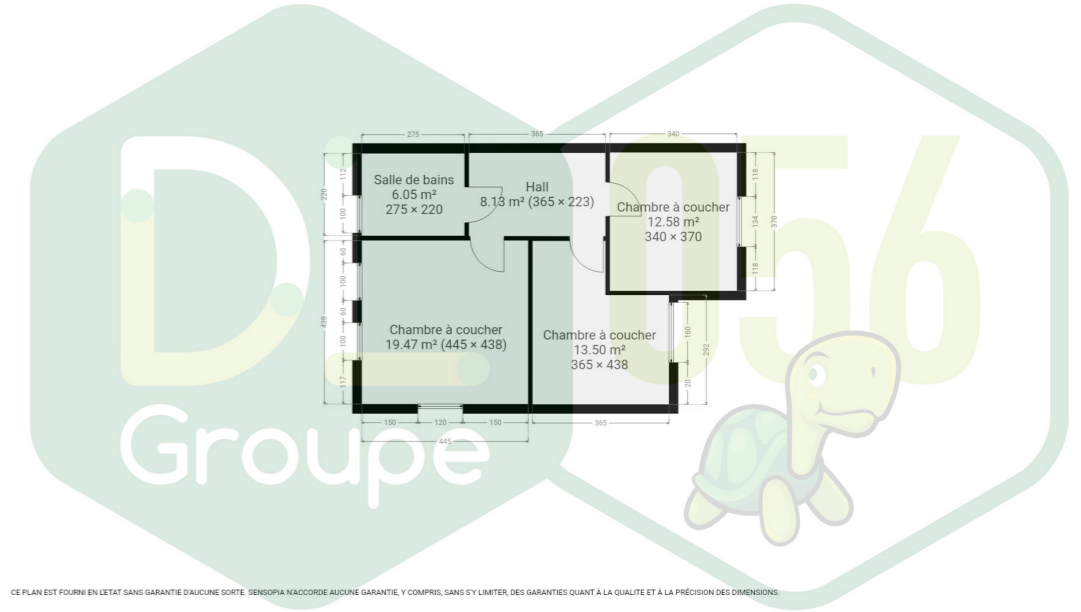 275
365
340
112
220
100
Salle de bains
6.05 m²
275 × 220
Hall
8.13 m² (365 × 223)
Chambre à coucher
12.58 m²
340 × 370
118
134
370
118
60
100
438
60
100
117
Chambre à coucher
19.47 m² (445 × 438)
Chambre à coucher
13.50 m²
365 × 438
160
292
20
150
120
150
365
445
Di
Groupe
056
CE PLAN EST FOURNI EN L'ETAT SANS GARANTIE D'AUCUNE SORTE. SENSOPIA N'ACCORDE AUCUNE GARANTIE, Y COMPRIS, SANS S'Y LIMITER, DES GARANTIES QUANT À LA QUALITE ET À LA PRÉCISION DES DIMENSIONS.